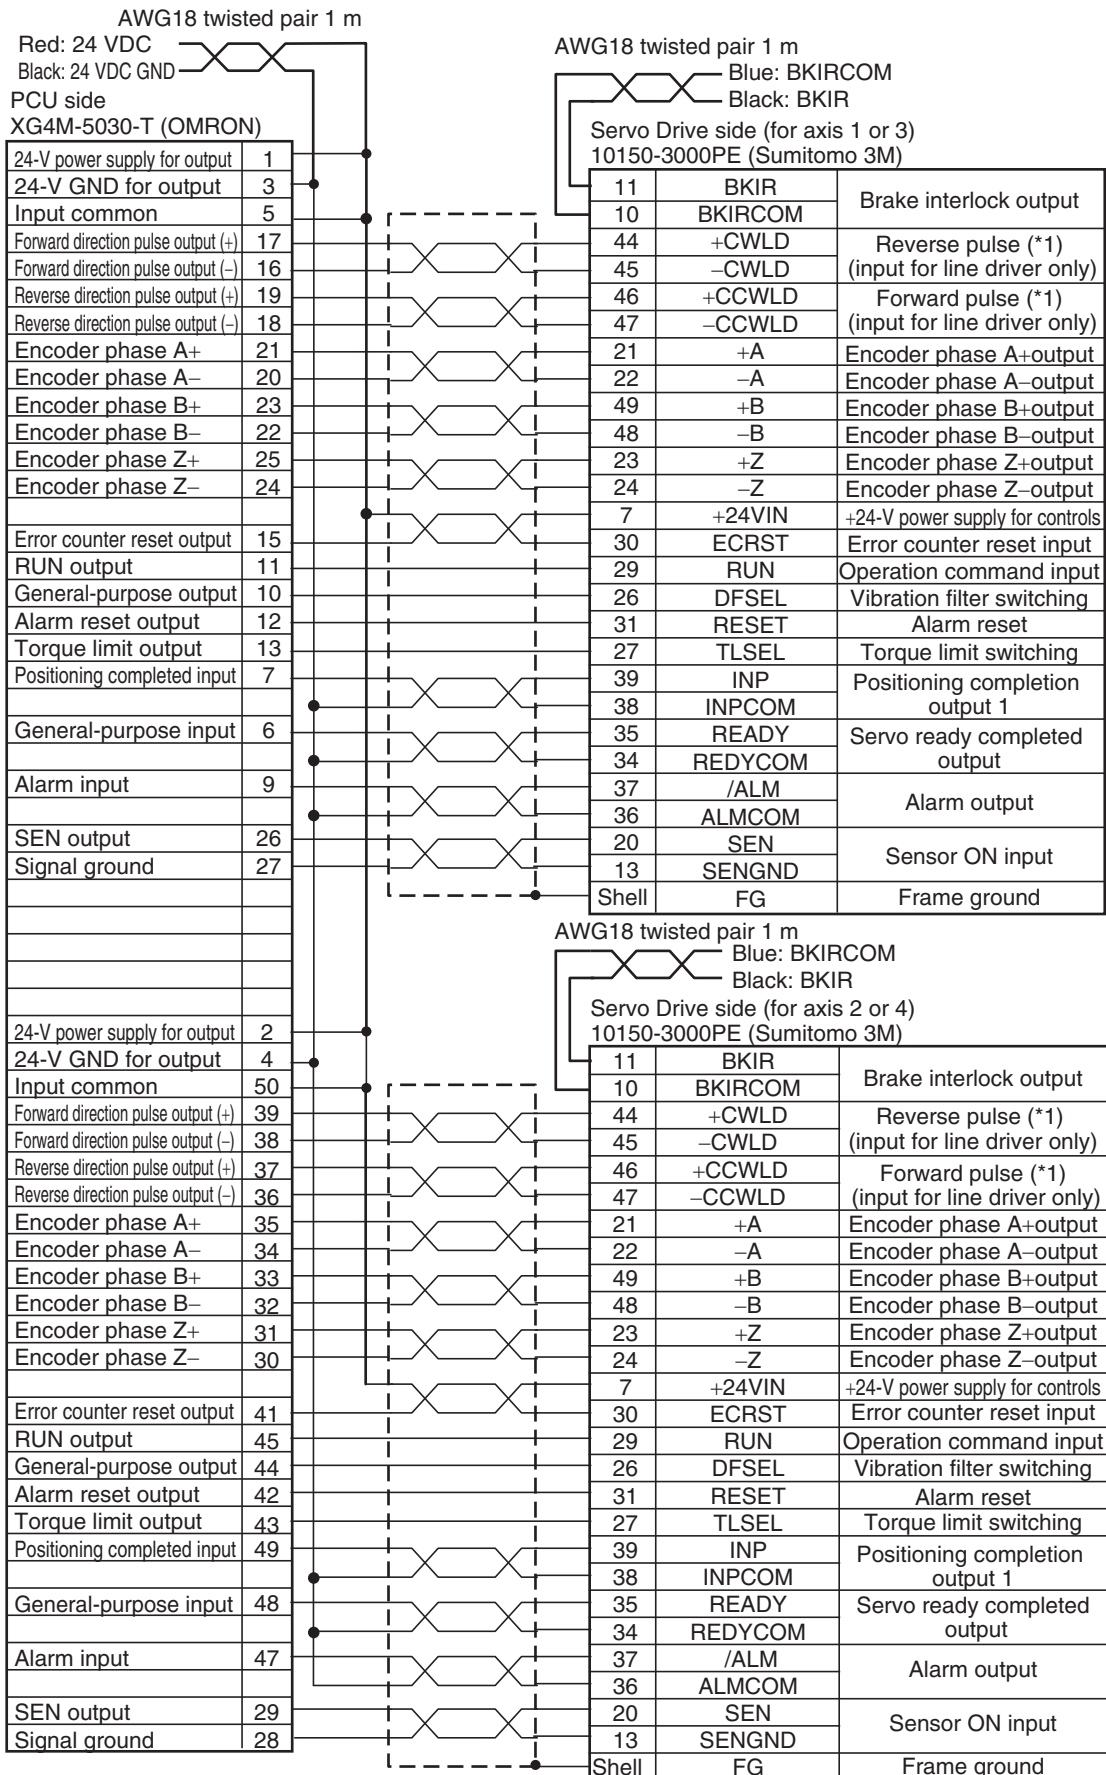 AWG18 twisted pair 1 m
Red: 24 VDC
Black: 24 VDC GND
PCU side
XG4M-5030-T (OMRON)
24-V power supply for output 1
24-V GND for output 3
Input common 5
Forward direction pulse output (+) 17
Forward direction pulse output (−) 16
Reverse direction pulse output (+) 19
Reverse direction pulse output (−) 18
Encoder phase A+ 21
Encoder phase A− 20
Encoder phase B+ 23
Encoder phase B− 22
Encoder phase Z+ 25
Encoder phase Z− 24
Error counter reset output 15
RUN output 11
General-purpose output 10
Alarm reset output 12
Torque limit output 13
Positioning completed input 7
General-purpose input 6
Alarm input 9
SEN output 26
Signal ground 27
24-V power supply for output 2
24-V GND for output 4
Input common 50
Forward direction pulse output (+) 39
Forward direction pulse output (−) 38
Reverse direction pulse output (+) 37
Reverse direction pulse output (−) 36
Encoder phase A+ 35
Encoder phase A− 34
Encoder phase B+ 33
Encoder phase B− 32
Encoder phase Z+ 31
Encoder phase Z− 30
Error counter reset output 41
RUN output 45
General-purpose output 44
Alarm reset output 42
Torque limit output 43
Positioning completed input 49
General-purpose input 48
Alarm input 47
SEN output 29
Signal ground 28
AWG18 twisted pair 1 m
Blue: BKIRCOM
Black: BKIR
Servo Drive side (for axis 1 or 3)
10150-3000PE (Sumitomo 3M)
11 BKIR
Brake interlock output
10 BKIRCOM
44 +CWLD Reverse pulse (*1)
45 −CWLD (input for line driver only)
46 +CCWLD Forward pulse (*1)
47 −CCWLD (input for line driver only)
21 +A Encoder phase A+output
22 −A Encoder phase A−output
49 +B Encoder phase B+output
48 −B Encoder phase B−output
23 +Z Encoder phase Z+output
24 −Z Encoder phase Z−output
7 +24VIN +24-V power supply for controls
30 ECRST Error counter reset input
29 RUN Operation command input
26 DFSEL Vibration filter switching
31 RESET Alarm reset
27 TLSEL Torque limit switching
39 INP Positioning completion
38 INPCOM output 1
35 READY Servo ready completed
34 REDYCOM output
37 /ALM
Alarm output
36 ALMCOM
20 SEN
Sensor ON input
13 SENGND
Shell FG Frame ground
AWG18 twisted pair 1 m
Blue: BKIRCOM
Black: BKIR
Servo Drive side (for axis 2 or 4)
10150-3000PE (Sumitomo 3M)
11 BKIR
Brake interlock output
10 BKIRCOM
44 +CWLD Reverse pulse (*1)
45 −CWLD (input for line driver only)
46 +CCWLD Forward pulse (*1)
47 −CCWLD (input for line driver only)
21 +A Encoder phase A+output
22 −A Encoder phase A−output
49 +B Encoder phase B+output
48 −B Encoder phase B−output
23 +Z Encoder phase Z+output
24 −Z Encoder phase Z−output
7 +24VIN +24-V power supply for controls
30 ECRST Error counter reset input
29 RUN Operation command input
26 DFSEL Vibration filter switching
31 RESET Alarm reset
27 TLSEL Torque limit switching
39 INP Positioning completion
38 INPCOM output 1
35 READY Servo ready completed
34 REDYCOM output
37 /ALM
Alarm output
36 ALMCOM
20 SEN
Sensor ON input
13 SENGND
Shell FG Frame ground